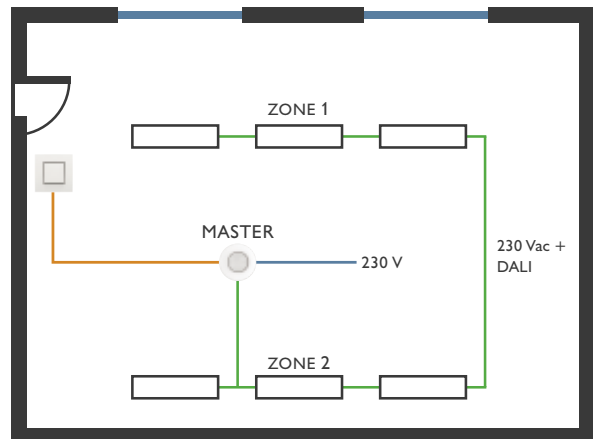 ZONE 1
MASTER
230 V
230 Vac +
DALI
ZONE 2